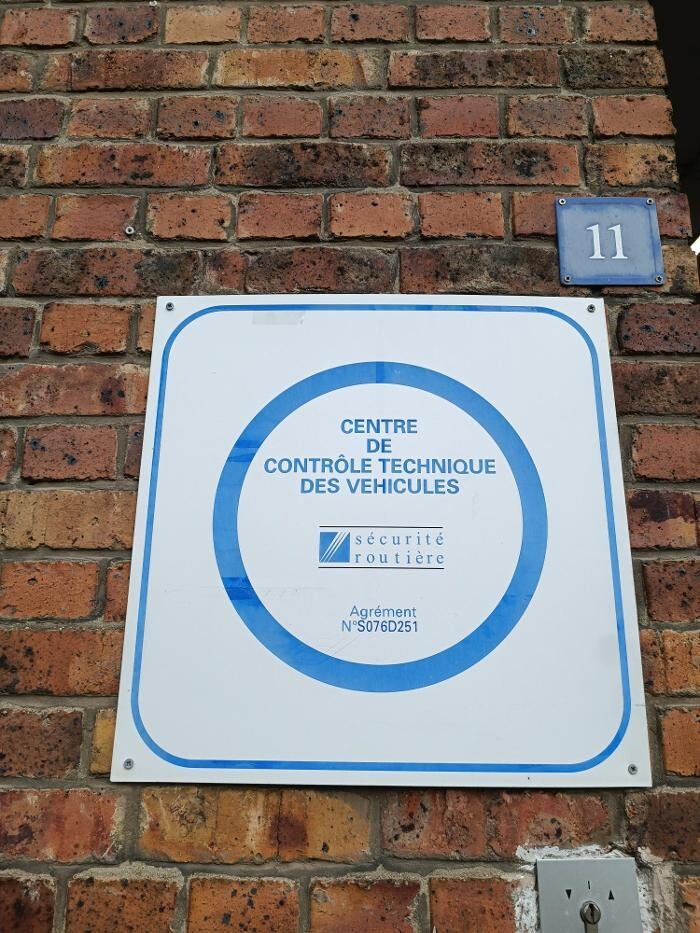 11
CENTRE
DE
CONTRÔLE TECHNIQUE
DES VEHICULES
sécurité
routière
Agrément
N°S076D251